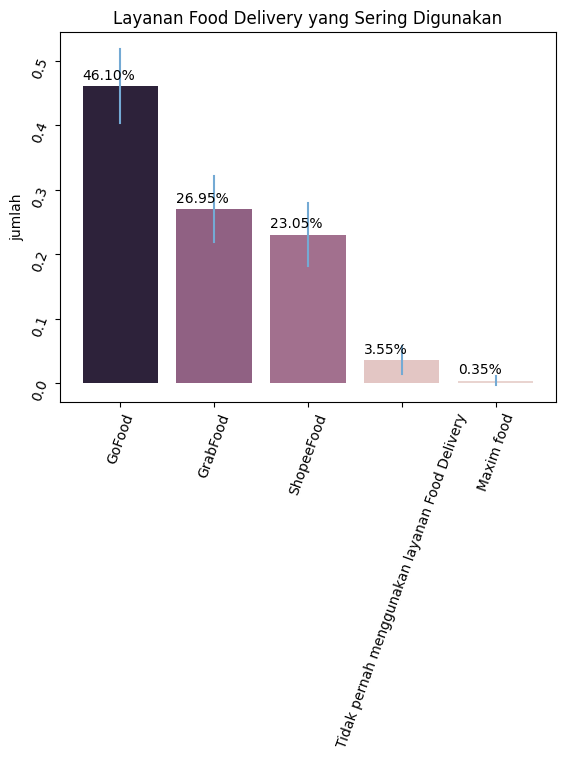 Layanan Food Delivery yang Sering Digunakan
jumlah
0.5
0.4
0.3
0.2
0.1
0.0
46.10%
26.95%
23.05%
3.55%
0.35%
GoFood
GrabFood
ShopeeFood
Tidak pernah menggunakan layanan Food Delivery
Maxim food